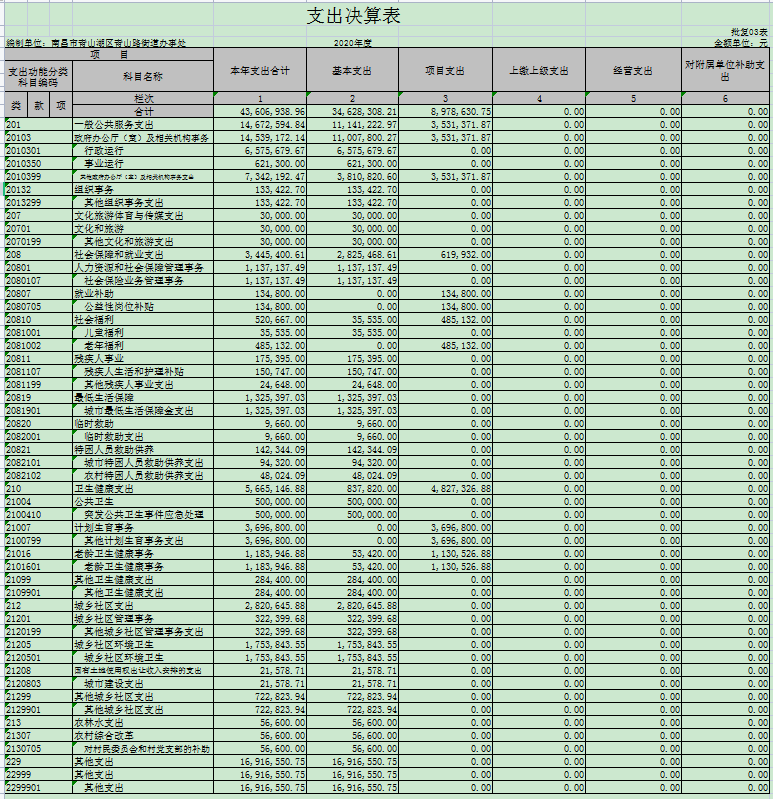 支出决算表
批复03表
编制单位：南昌市青山湖区青山路街道办事处 2020年度 金额单位：元
项 目 本年支出合计 基本支出 项目支出 上缴上级支出 经营支出 对附属单位补助支出
支出功能分类科目编码 科目名称
类 款 项 栏次 1 2 3 4 5 6
合计 43,606,938.96 34,628,308.21 8,978,630.75 0.00 0.00 0.00
201 一般公共服务支出 14,672,594.84 11,141,222.97 3,531,371.87 0.00 0.00 0.00
20103 政府办公厅（室）及相关机构事务 14,539,172.14 11,007,800.27 3,531,371.87 0.00 0.00 0.00
2010301 行政运行 6,575,679.67 6,575,679.67 0.00 0.00 0.00 0.00
2010350 事业运行 621,300.00 621,300.00 0.00 0.00 0.00 0.00
2010399 其他政府办公厅（室）及相关机构事务支出 7,342,192.47 3,810,820.60 3,531,371.87 0.00 0.00 0.00
20132 组织事务 133,422.70 133,422.70 0.00 0.00 0.00 0.00
2013299 其他组织事务支出 133,422.70 133,422.70 0.00 0.00 0.00 0.00
207 文化旅游体育与传媒支出 30,000.00 30,000.00 0.00 0.00 0.00 0.00
20701 文化和旅游 30,000.00 30,000.00 0.00 0.00 0.00 0.00
2070199 其他文化和旅游支出 30,000.00 30,000.00 0.00 0.00 0.00 0.00
208 社会保障和就业支出 3,445,400.61 2,825,468.61 619,932.00 0.00 0.00 0.00
20801 人力资源和社会保障管理事务 1,137,137.49 1,137,137.49 0.00 0.00 0.00 0.00
2080107 社会保险业务管理事务 1,137,137.49 1,137,137.49 0.00 0.00 0.00 0.00
20807 就业补助 134,800.00 0.00 134,800.00 0.00 0.00 0.00
2080705 公益性岗位补贴 134,800.00 0.00 134,800.00 0.00 0.00 0.00
20810 社会福利 520,667.00 35,535.00 485,132.00 0.00 0.00 0.00
2081001 儿童福利 35,535.00 35,535.00 0.00 0.00 0.00 0.00
2081002 老年福利 485,132.00 0.00 485,132.00 0.00 0.00 0.00
20811 残疾人事业 175,395.00 175,395.00 0.00 0.00 0.00 0.00
2081107 残疾人生活和护理补贴 150,747.00 150,747.00 0.00 0.00 0.00 0.00
2081199 其他残疾人事业支出 24,648.00 24,648.00 0.00 0.00 0.00 0.00
20819 最低生活保障 1,325,397.03 1,325,397.03 0.00 0.00 0.00 0.00
2081901 城市最低生活保障金支出 1,325,397.03 1,325,397.03 0.00 0.00 0.00 0.00
20820 临时救助 9,660.00 9,660.00 0.00 0.00 0.00 0.00
2082001 临时救助支出 9,660.00 9,660.00 0.00 0.00 0.00 0.00
20821 特困人员救助供养 142,344.09 142,344.09 0.00 0.00 0.00 0.00
2082101 城市特困人员救助供养支出 94,320.00 94,320.00 0.00 0.00 0.00 0.00
2082102 农村特困人员救助供养支出 48,024.09 48,024.09 0.00 0.00 0.00 0.00
210 卫生健康支出 5,665,146.88 837,820.00 4,827,326.88 0.00 0.00 0.00
21004 公共卫生 500,000.00 500,000.00 0.00 0.00 0.00 0.00
2100410 突发公共卫生事件应急处理 500,000.00 500,000.00 0.00 0.00 0.00 0.00
21007 计划生育事务 3,696,800.00 0.00 3,696,800.00 0.00 0.00 0.00
2100799 其他计划生育事务支出 3,696,800.00 0.00 3,696,800.00 0.00 0.00 0.00
21016 老龄卫生健康事务 1,183,946.88 53,420.00 1,130,526.88 0.00 0.00 0.00
2101601 老龄卫生健康事务 1,183,946.88 53,420.00 1,130,526.88 0.00 0.00 0.00
21099 其他卫生健康支出 284,400.00 284,400.00 0.00 0.00 0.00 0.00
2109901 其他卫生健康支出 284,400.00 284,400.00 0.00 0.00 0.00 0.00
212 城乡社区支出 2,820,645.88 2,820,645.88 0.00 0.00 0.00 0.00
21201 城乡社区管理事务 322,399.68 322,399.68 0.00 0.00 0.00 0.00
2120199 其他城乡社区管理事务支出 322,399.68 322,399.68 0.00 0.00 0.00 0.00
21205 城乡社区环境卫生 1,753,843.55 1,753,843.55 0.00 0.00 0.00 0.00
2120501 城乡社区环境卫生 1,753,843.55 1,753,843.55 0.00 0.00 0.00 0.00
21208 国有土地使用权出让收入安排的支出 21,578.71 21,578.71 0.00 0.00 0.00 0.00
2120803 城市建设支出 21,578.71 21,578.71 0.00 0.00 0.00 0.00
21299 其他城乡社区支出 722,823.94 722,823.94 0.00 0.00 0.00 0.00
2129901 其他城乡社区支出 722,823.94 722,823.94 0.00 0.00 0.00 0.00
213 农林水支出 56,600.00 56,600.00 0.00 0.00 0.00 0.00
21307 农村综合改革 56,600.00 56,600.00 0.00 0.00 0.00 0.00
2130705 对村民委员会和村党支部的补助 56,600.00 56,600.00 0.00 0.00 0.00 0.00
229 其他支出 16,916,550.75 16,916,550.75 0.00 0.00 0.00 0.00
22999 其他支出 16,916,550.75 16,916,550.75 0.00 0.00 0.00 0.00
2299901 其他支出 16,916,550.75 16,916,550.75 0.00 0.00 0.00 0.00